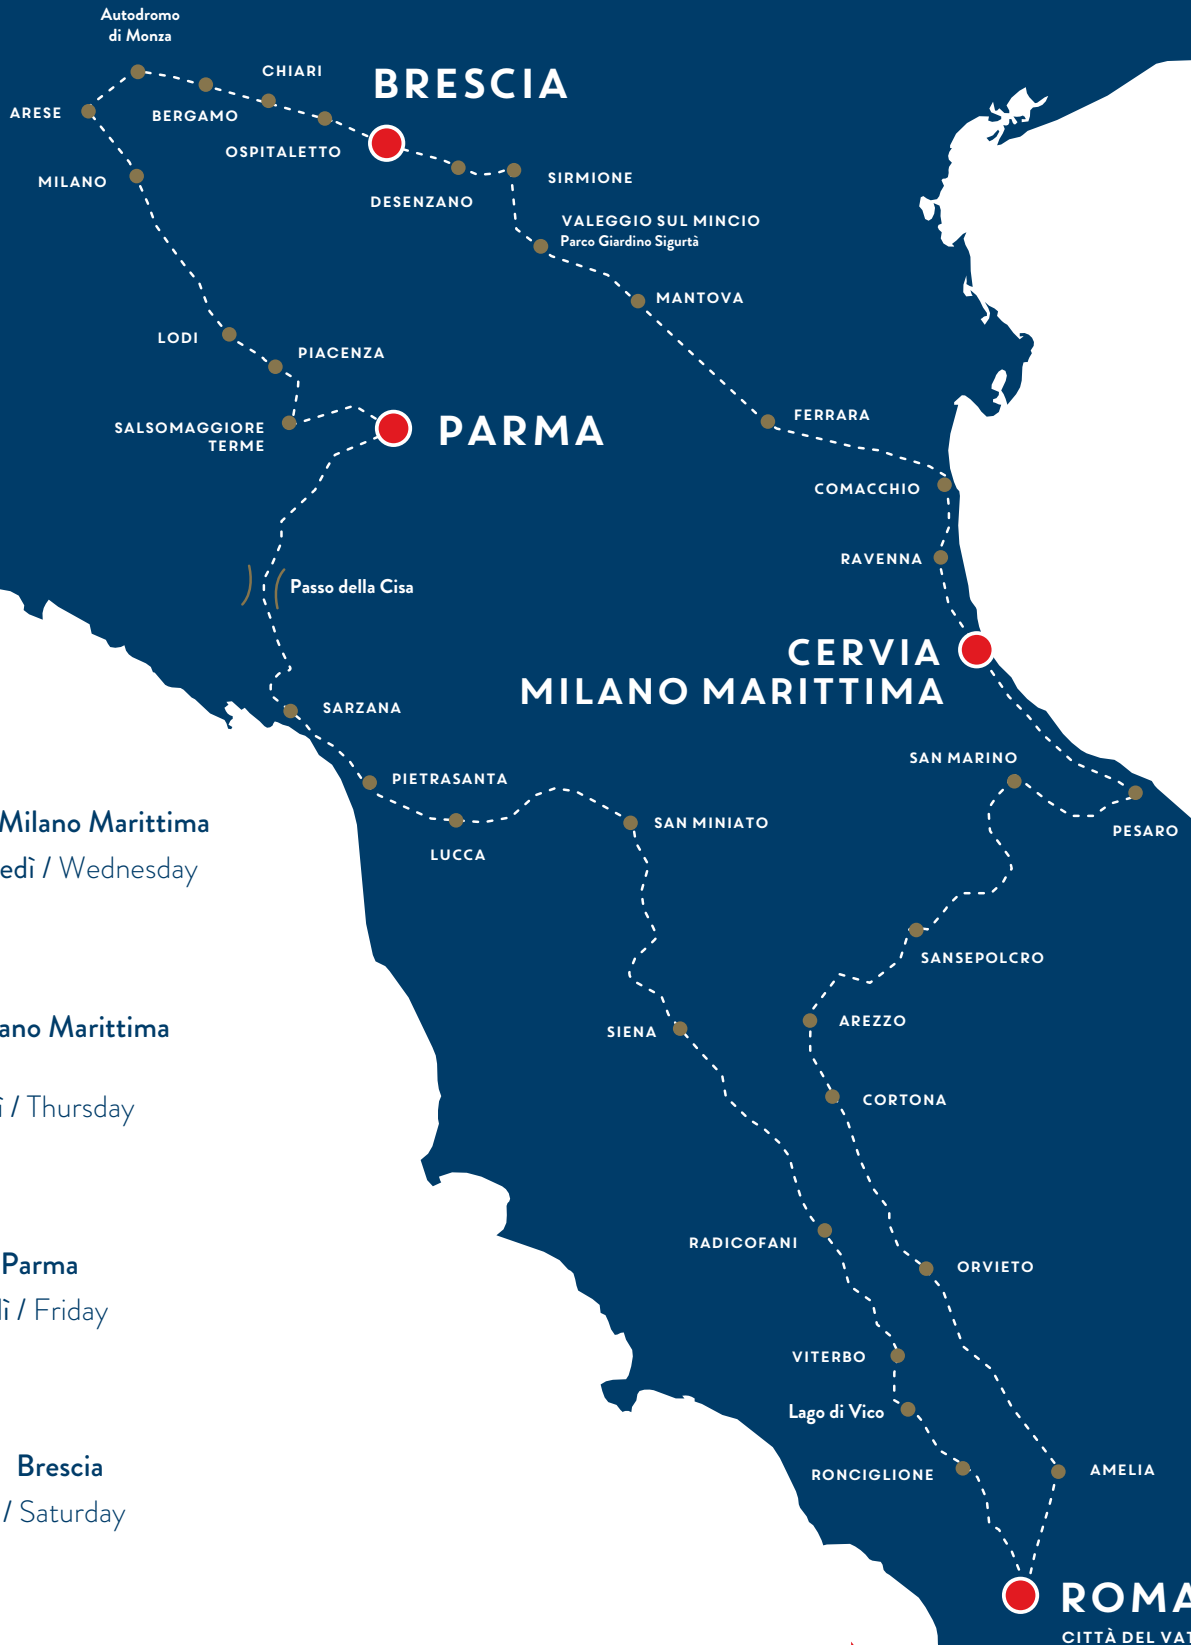 Autodromo
di Monza
CHIARI
BRESCIA
ARESE
BERGAMO
OSPITALETTO
MILANO
SIRMIONE
DESENZANO
VALEGGIO SUL MINCIO
Parco Giardino Sigurtà
MANTOVA
LODI
PIACENZA
SALSOMAGGIORE
TERME
PARMA
FERRARA
COMACCHIO
RAVENNA
Passo della Cisa
CERVIA
MILANO MARITTIMA
SARZANA
SAN MARINO
PIETRASANTA
SAN MINIATO
PESARO
LUCCA
Milano Marittima
edì / Wednesday
SANSEPOLCRO
AREZZO
SIENA
ano Marittima
CORTONA
ì / Thursday
RADICOFANI
ORVIETO
Parma
lì / Friday
VITERBO
Lago di Vico
RONCIGLIONE
AMELIA
Brescia
/ Saturday
ROMA
CITTÀ DEL VAT